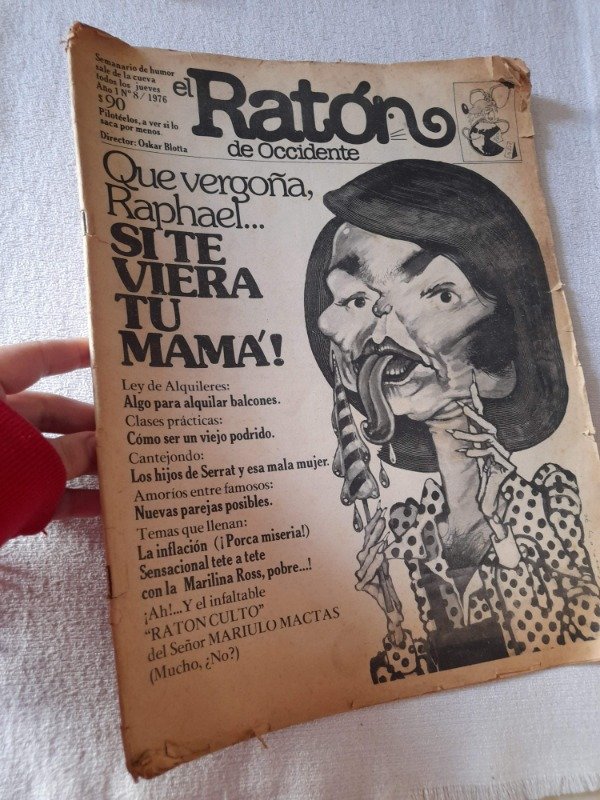 Semanario de humor
sale de la cueva
todos los jueves
Año 1 Nº 8/1976
$90
Pilotéelos, a ver si lo
saca por menos.
Director: Oskar Blotta
el Ratón
de Occidente
Que vergoña,
Raphael...
SI TE
VIERA
TU
MAMA'!
Ley de Alquileres:
Algo para alquilar balcones.
Clases prácticas:
Cómo ser un viejo podrido.
Cantejondo:
Los hijos de Serrat y esa mala mujer.
Amoríos entre famosos:
Nuevas parejas posibles.
Temas que llenan:
La inflación (¡Porca miseria!)
Sensacional tete a tete
con la Marilina Ross, pobre...!
¡Ah!...Y el infaltable
"RATON CULTO"
del Señor MARIULO MACTAS
(Mucho, ¿No?)